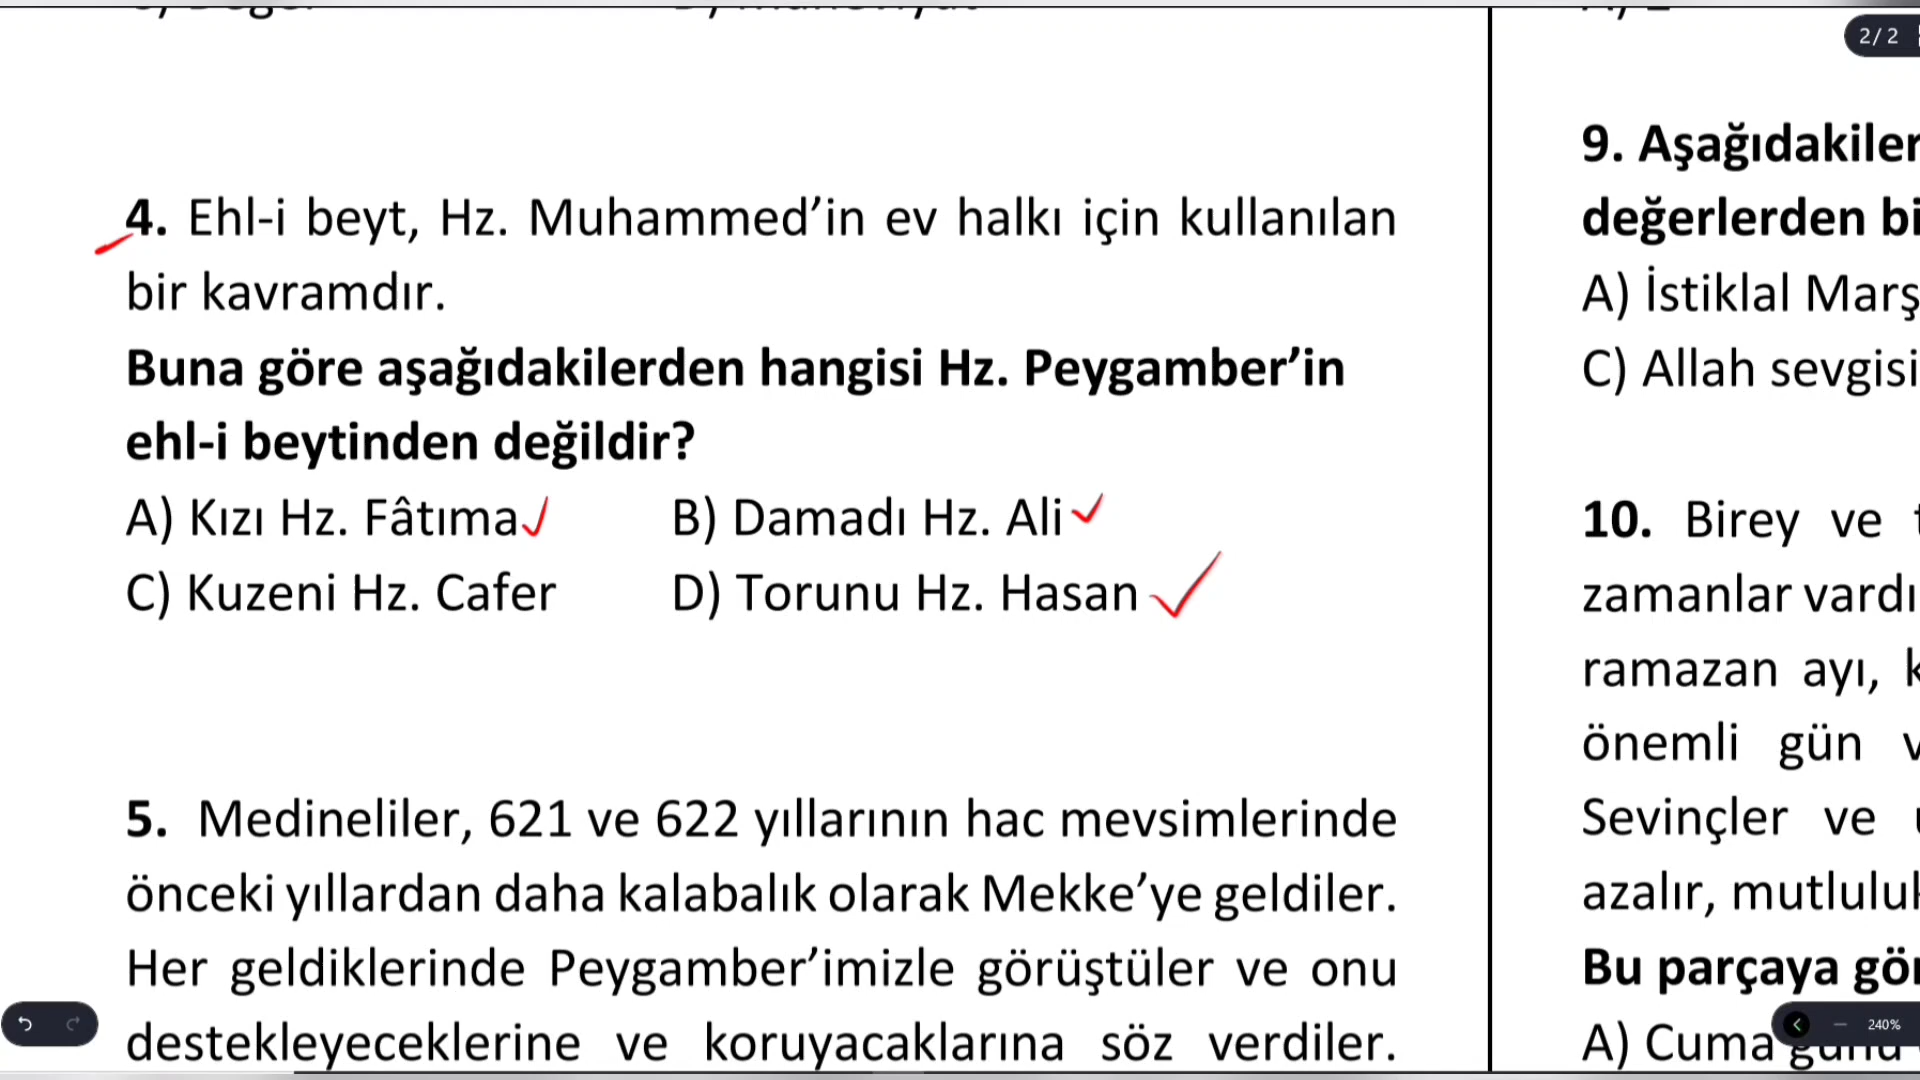 2/ 2
4. Ehl-i beyt, Hz. Muhammed’in ev halkı için kullanılan
bir kavramdır.
Buna göre aşağıdakilerden hangisi Hz. Peygamber’in
ehl-i beytinden değildir?
A) Kızı Hz. Fâtıma B) Damadı Hz. Ali
C) Kuzeni Hz. Cafer D) Torunu Hz. Hasan
5. Medineliler, 621 ve 622 yıllarının hac mevsimlerinde
önceki yıllardan daha kalabalık olarak Mekke’ye geldiler.
Her geldiklerinde Peygamber’imizle görüştüler ve onu
destekleyeceklerine ve koruyacaklarına söz verdiler.
9. Aşağıdakiler
değerlerden bi
A) İstiklal Marş
C) Allah sevgisi
10. Birey ve
zamanlar vardı
ramazan ayı,
önemli gün v
Sevinçler ve
azalır, mutluluk
Bu parçaya gör
A) Cuma günü
240%